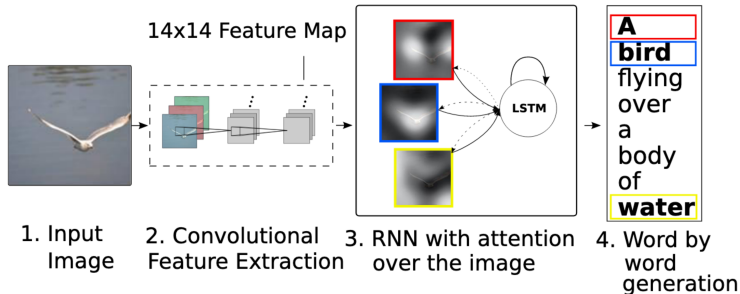 14x14 Feature Map
LSTM
A
bird
flying
over
a
body
of
water
1. Input
Image
2. Convolutional
Feature Extraction
3. RNN with attention
over the image
4. Word by
word
generation